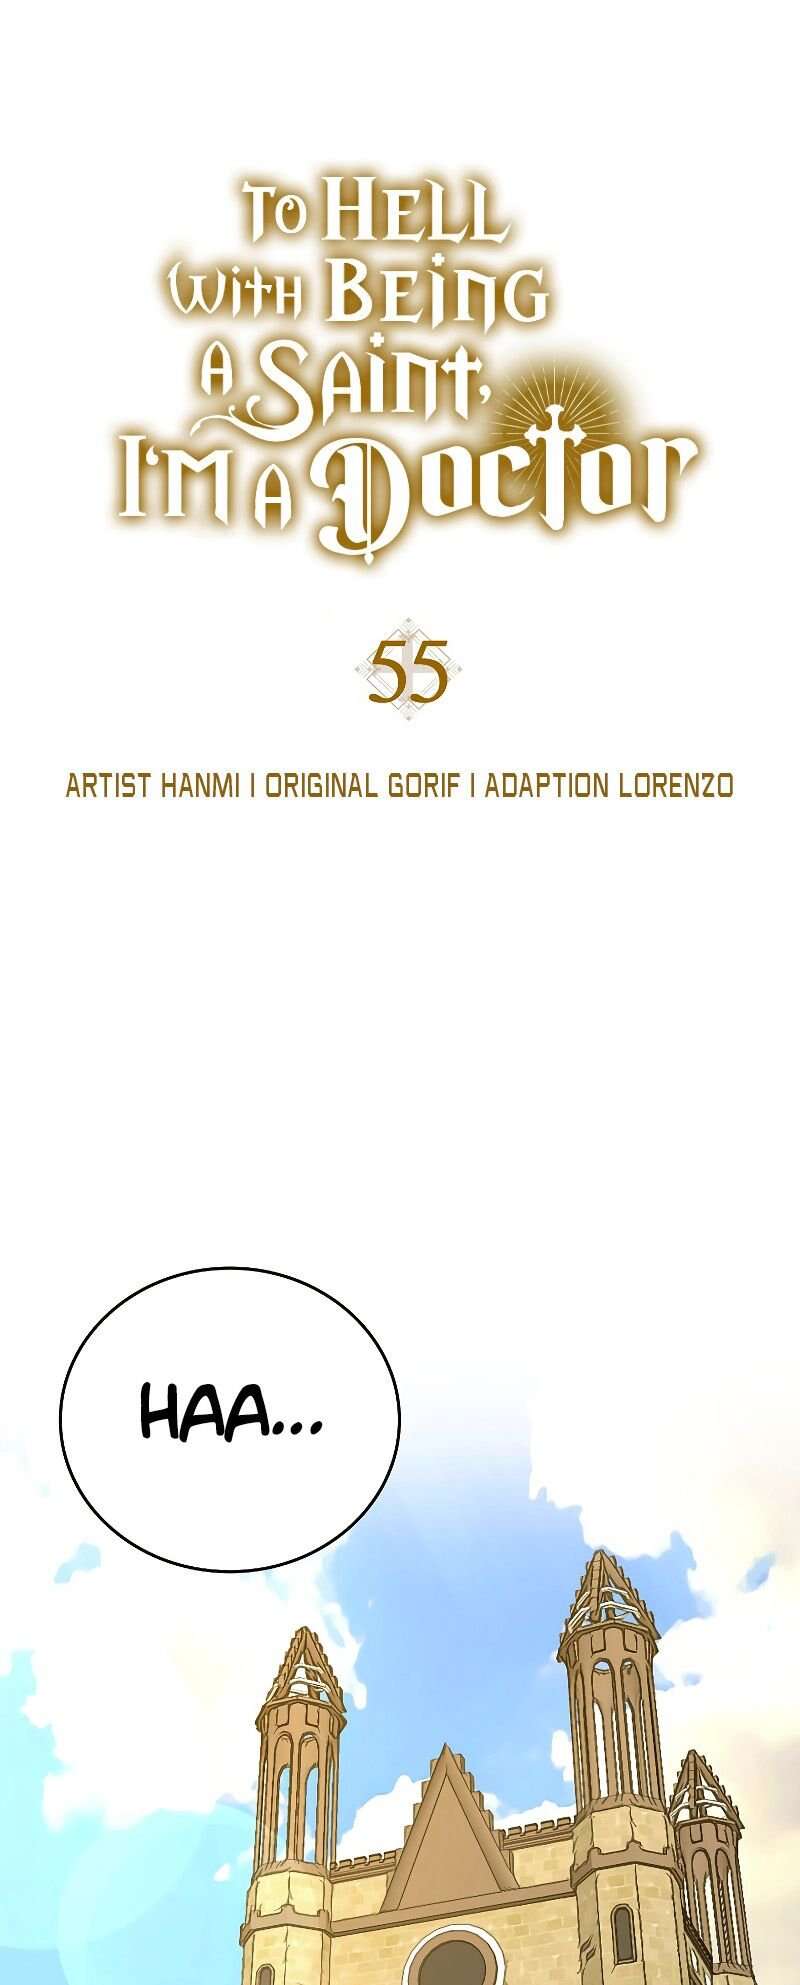 TO HELL
WITH BEING
A SAINT,
I'M A DOCTOR
55
ARTIST HANMI | ORIGINAL GORIF | ADAPTION LORENZO
HAA...